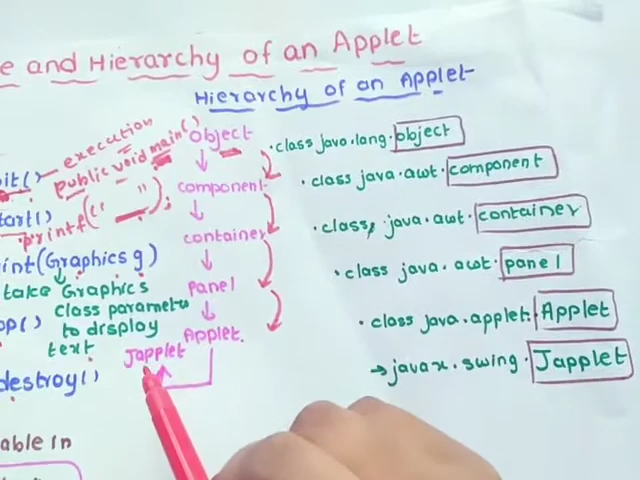 e and Hierarchy of an Applet
Hierarchy of an Applet
it() execution
public void main()
tart()
printf(" ");
int(Graphics g)
take Graphics
class parameters
to display
text
op()
destroy()
able in
object
component
container
panel
Applet
Japplet
.class java.lang.object
.class java.awt.component
.class, java.awt.container
.class java.awt.panel
.class java.applet.Applet
→javax.swing.Japplet